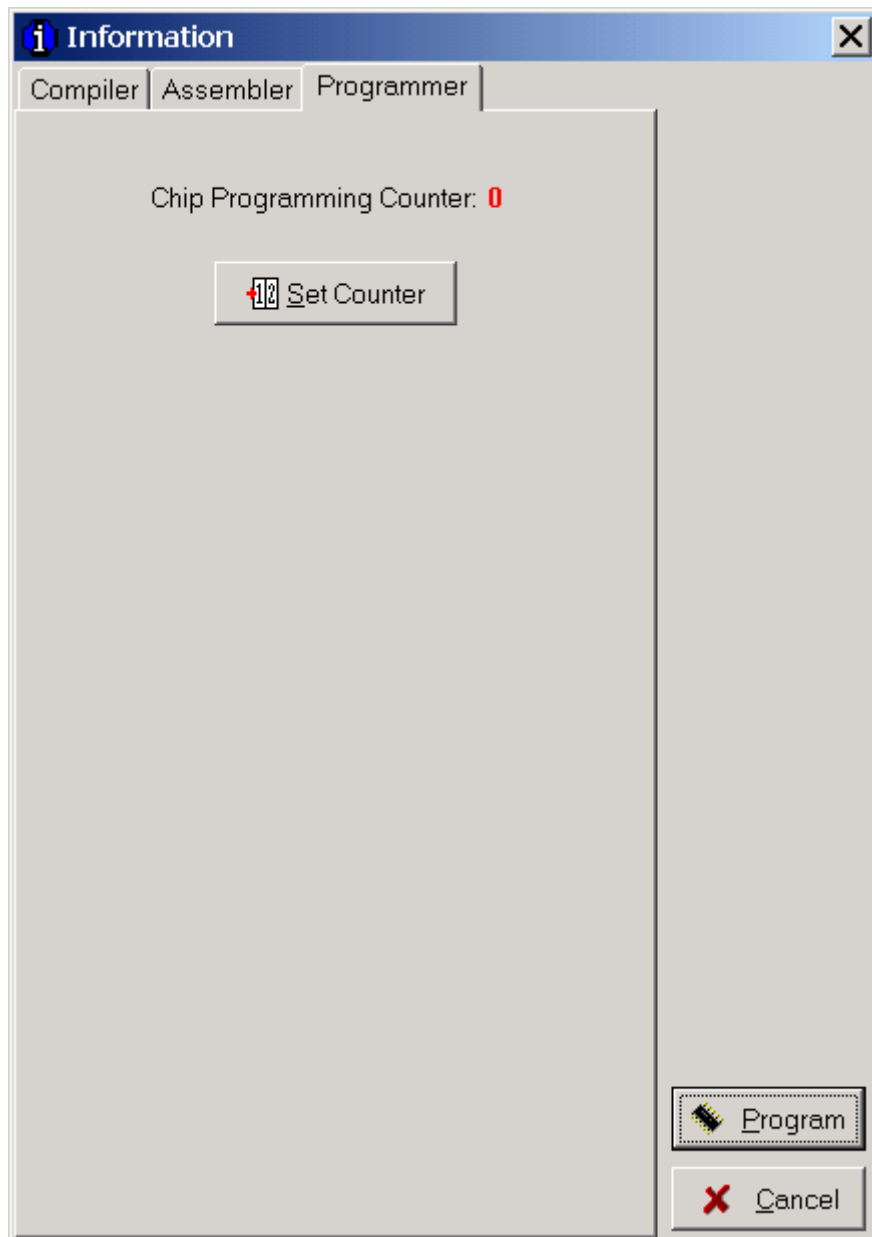 Information
Compiler Assembler Programmer
Chip Programming Counter: 0
Set Counter
Program
Cancel